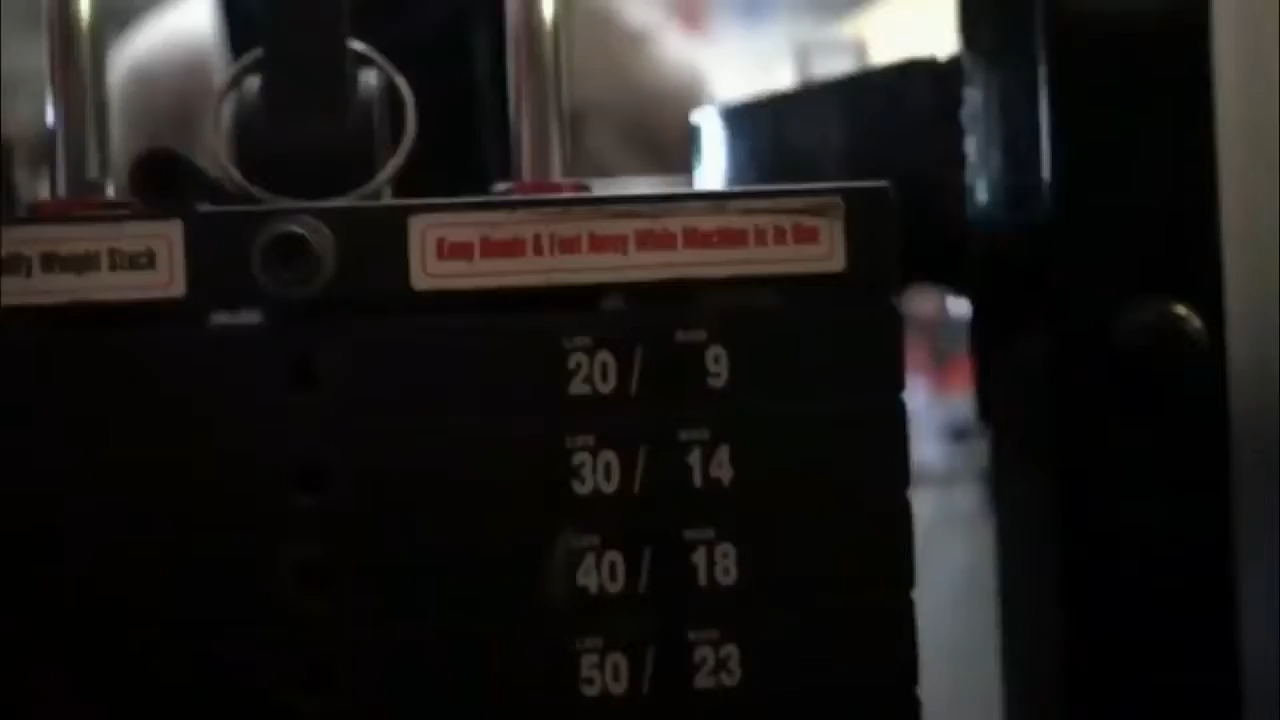 Weight Stack
Keep Hands & Feet Away While Machine is In Use
LBS
20 / 9
30 / 14
40 / 18
50 / 23